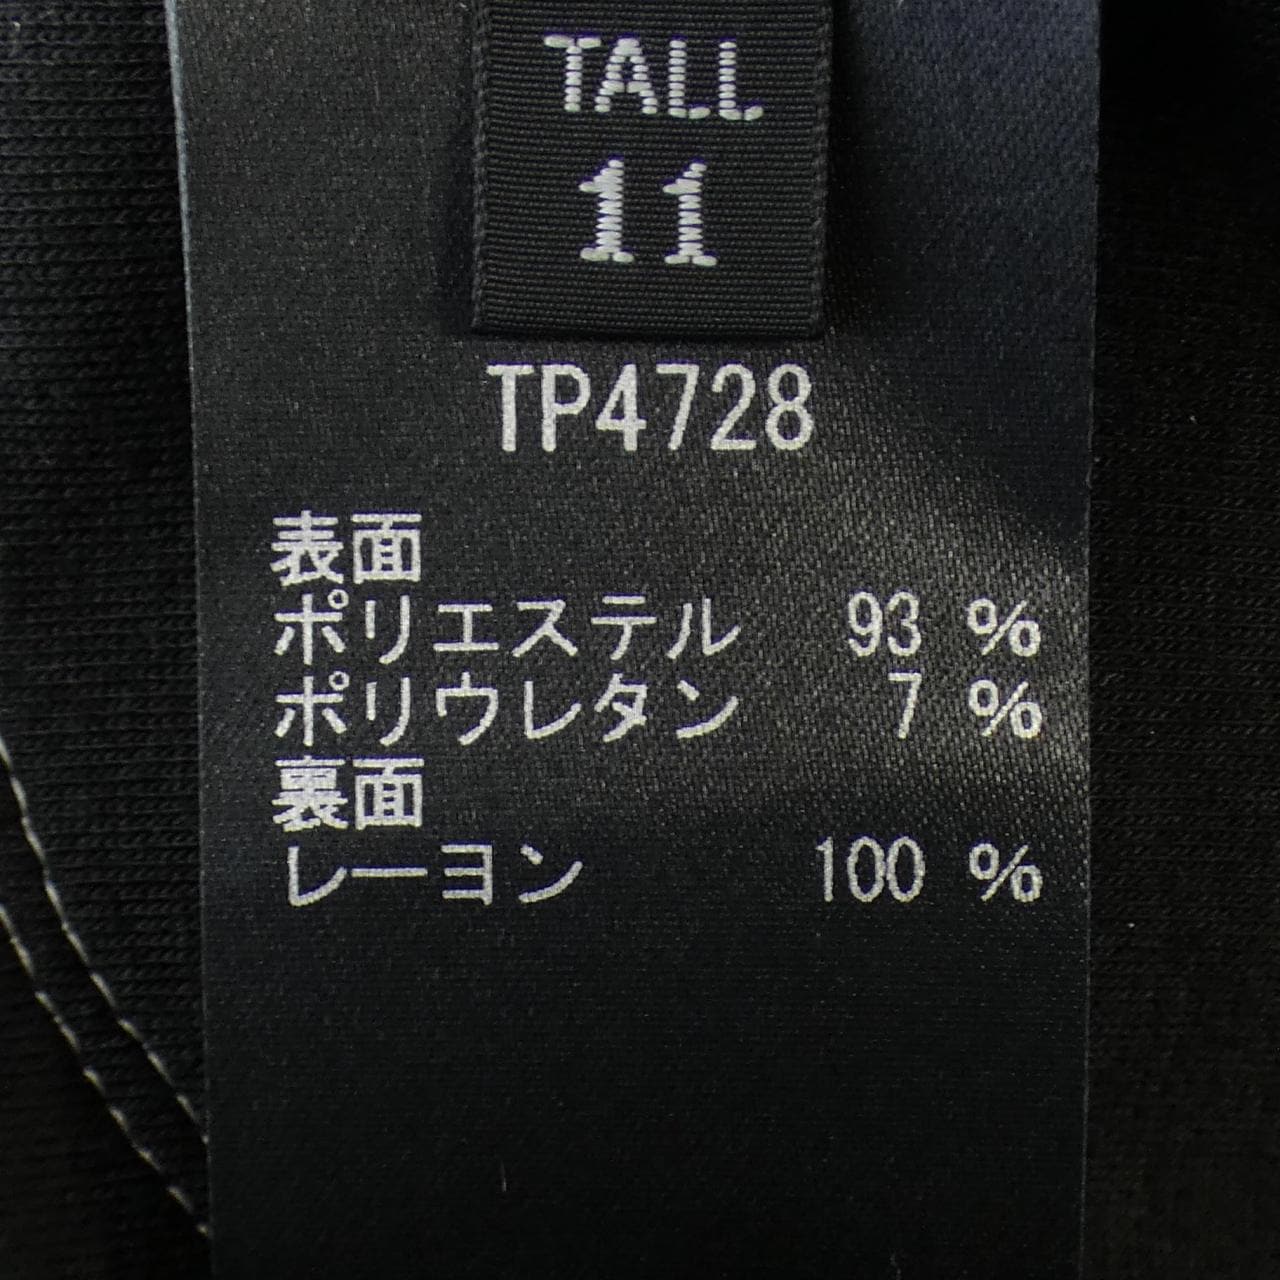 TALL
11
TP4728
表面
ポリエステル 93 %
ポリウレタン 7 %
裏面
レーヨン 100 %